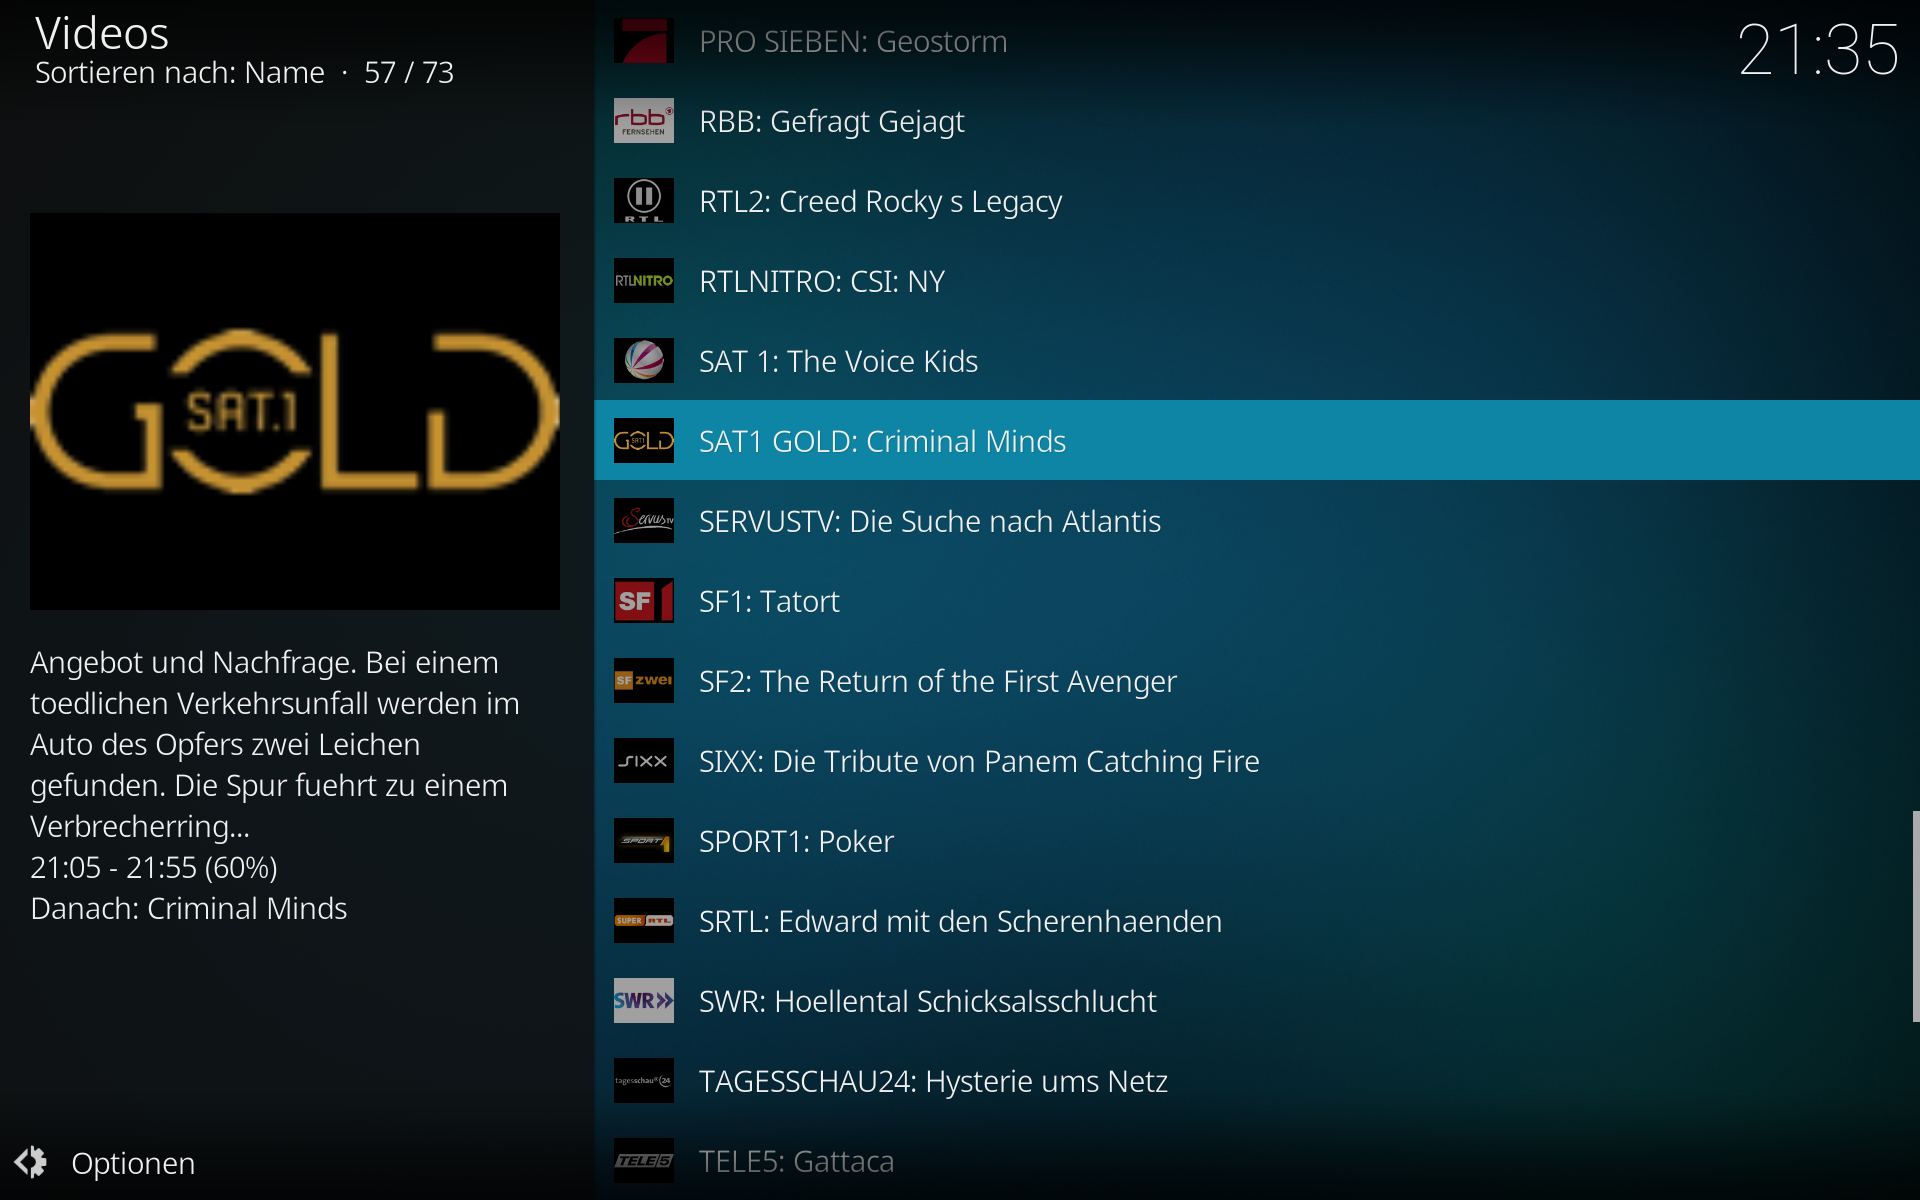 Videos
Sortieren nach: Name · 57 / 73
21:35
GOLD
SAT.1
Angebot und Nachfrage. Bei einem
toedlichen Verkehrsunfall werden im
Auto des Opfers zwei Leichen
gefunden. Die Spur fuehrt zu einem
Verbrecherring...
21:05 - 21:55 (60%)
Danach: Criminal Minds
Optionen
PRO SIEBEN: Geostorm
rbb FERNSEHEN
RBB: Gefragt Gejagt
II RTL
RTL2: Creed Rocky s Legacy
RTLNITRO
RTLNITRO: CSI: NY
SAT 1: The Voice Kids
GOLD SAT.1
SAT1 GOLD: Criminal Minds
Servus TV
SERVUSTV: Die Suche nach Atlantis
SF 1
SF1: Tatort
SF zwei
SF2: The Return of the First Avenger
sixx
SIXX: Die Tribute von Panem Catching Fire
SPORT1
SPORT1: Poker
SUPER RTL
SRTL: Edward mit den Scherenhaenden
SWR»
SWR: Hoellental Schicksalsschlucht
tagesschau24
TAGESSCHAU24: Hysterie ums Netz
TELE 5
TELE5: Gattaca